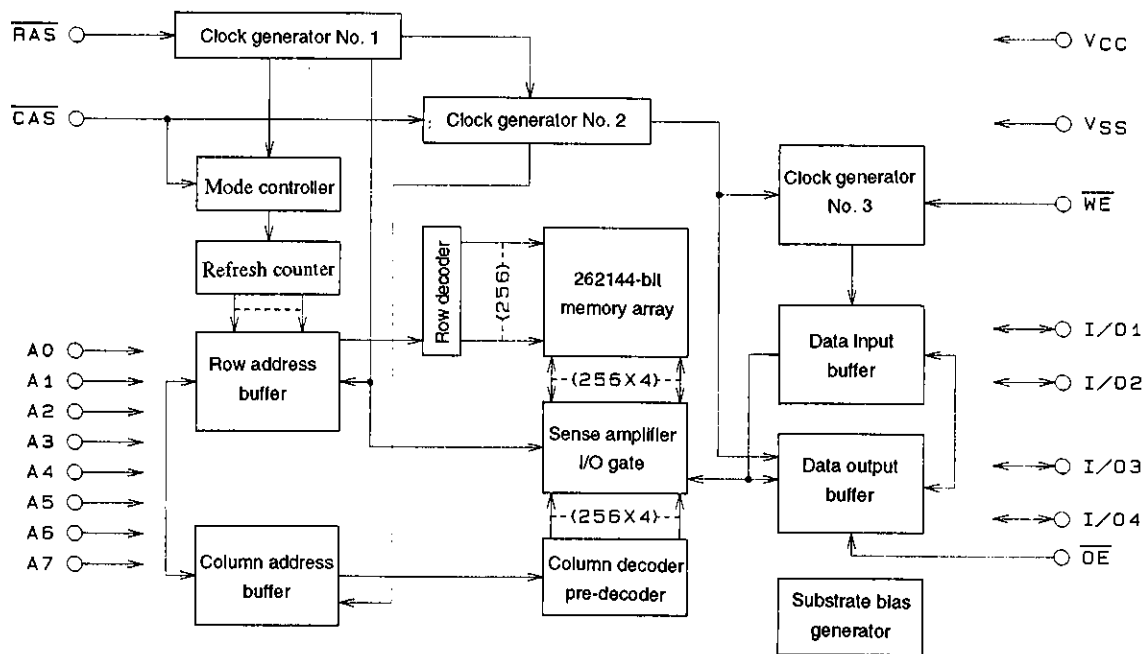 RAS
Clock generator No. 1
VCC
CAS
Clock generator No. 2
VSS
Mode controller
Clock generator
No. 3
WE
Refresh counter
Row decoder
(256)
262144-bit
memory array
A0
A1
A2
A3
A4
A5
A6
A7
Row address
buffer
(256X4)
Data Input
buffer
I/O1
I/O2
Sense amplifier
I/O gate
Data output
buffer
I/O3
I/O4
(256X4)
OE
Column address
buffer
Column decoder
pre-decoder
Substrate bias
generator